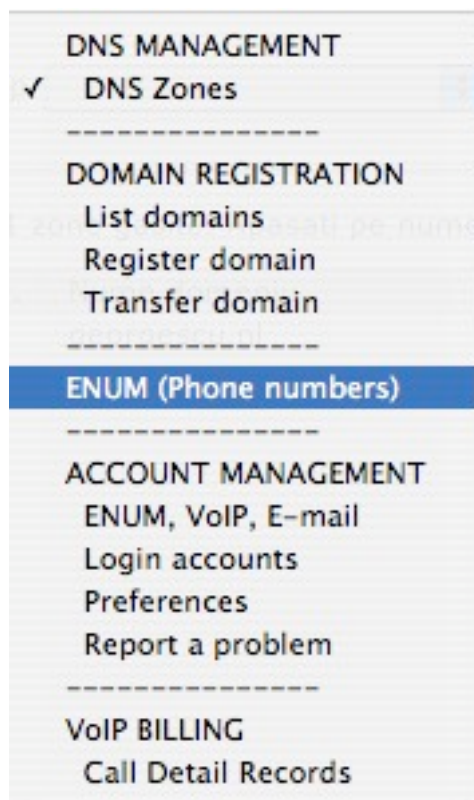 DNS MANAGEMENT
✓ DNS Zones
---------------
DOMAIN REGISTRATION
List domains
Register domain
Transfer domain
---------------
ENUM (Phone numbers)
---------------
ACCOUNT MANAGEMENT
ENUM, VoIP, E-mail
Login accounts
Preferences
Report a problem
---------------
VoIP BILLING
Call Detail Records